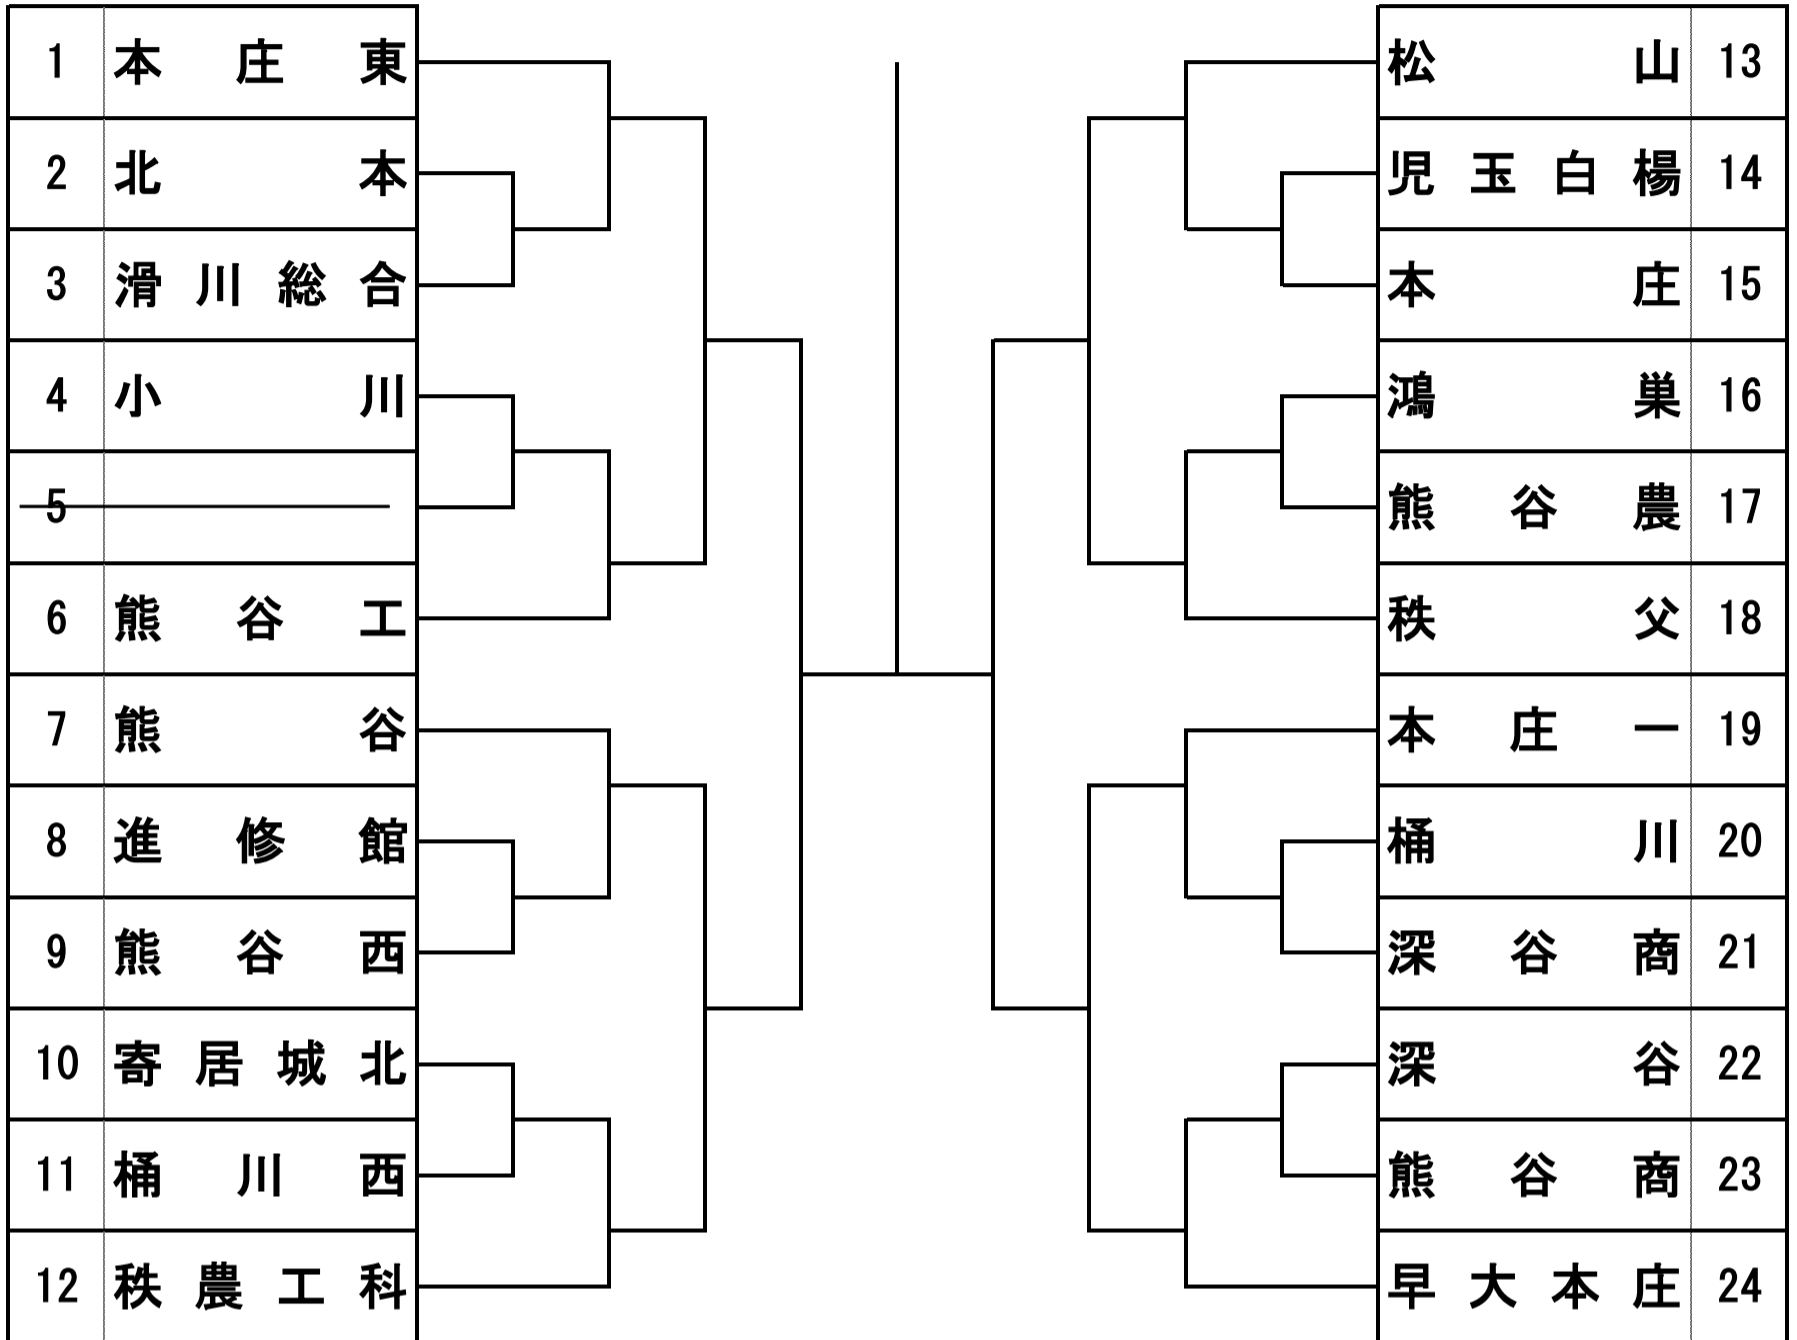 1 本庄東
2 北本
3 滑川総合
4 小川
5
6 熊谷工
7 熊谷
8 進修館
9 熊谷西
10 寄居城北
11 桶川西
12 秩農工科
松山 13
児玉白楊 14
本庄 15
鴻巣 16
熊谷農 17
秩父 18
本庄一 19
桶川 20
深谷商 21
深谷 22
熊谷商 23
早大本庄 24